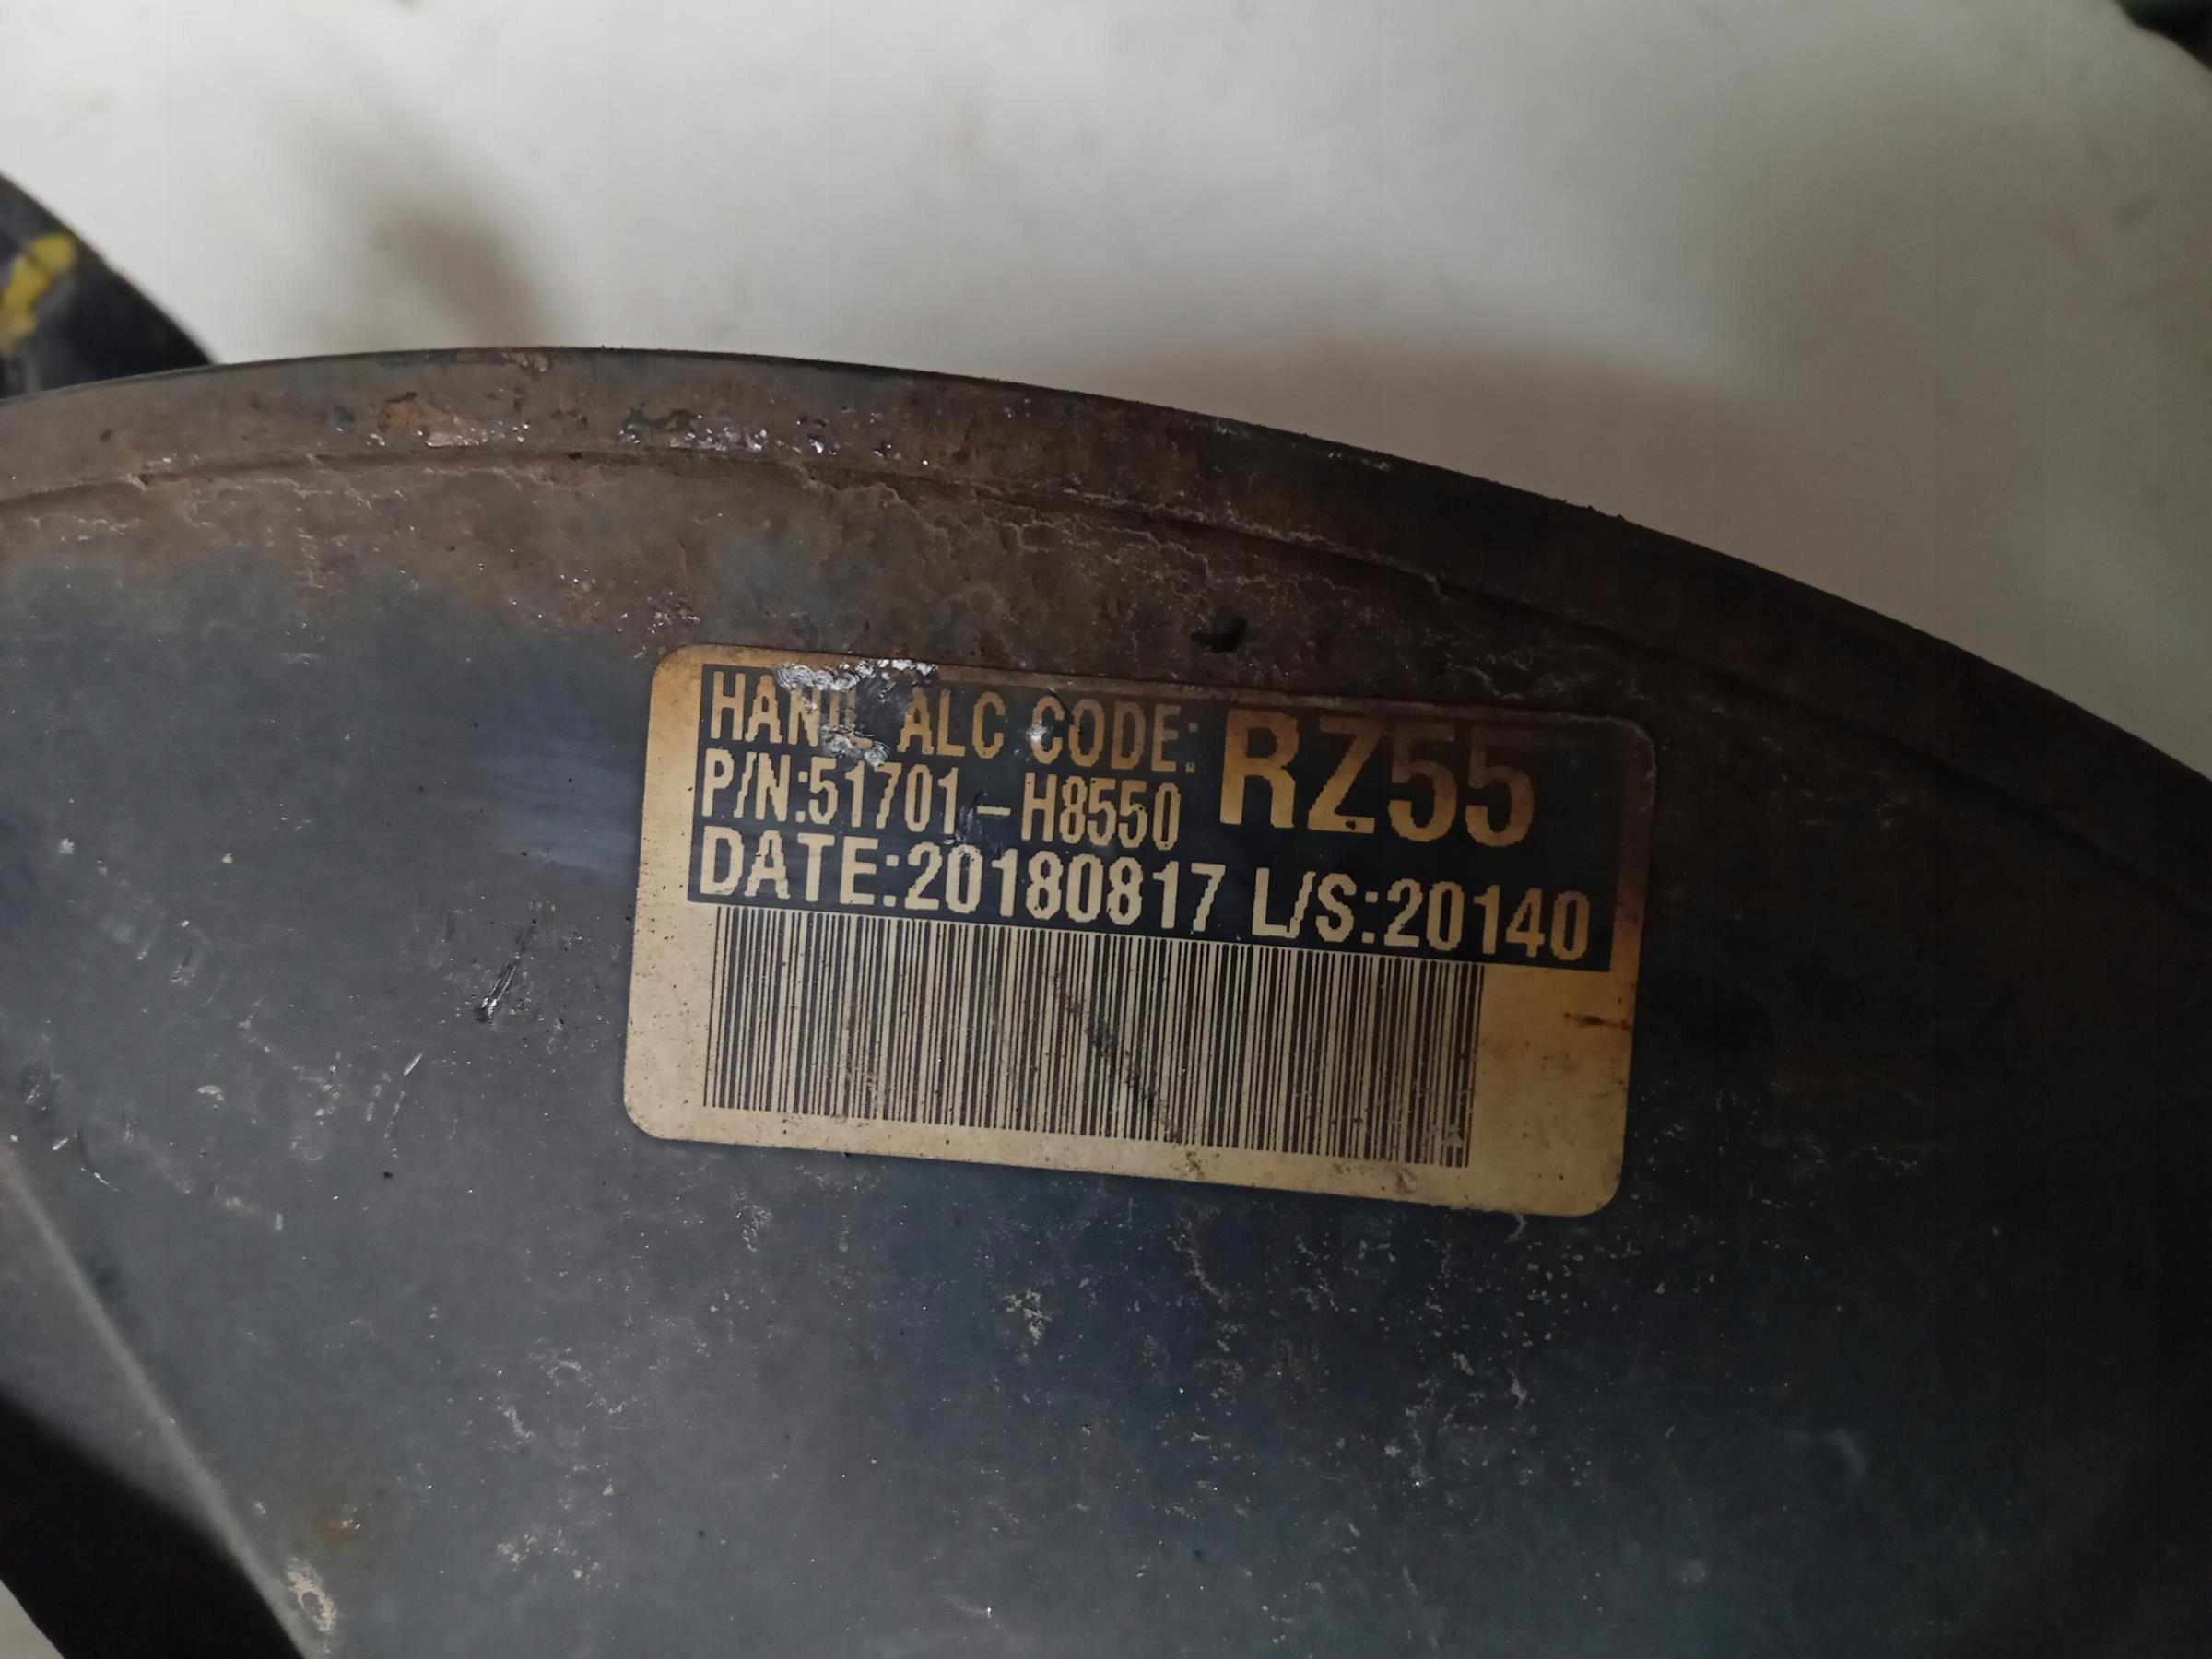 HANIL ALC CODE: RZ55
P/N:51701-H8550
DATE:20180817 L/S:20140